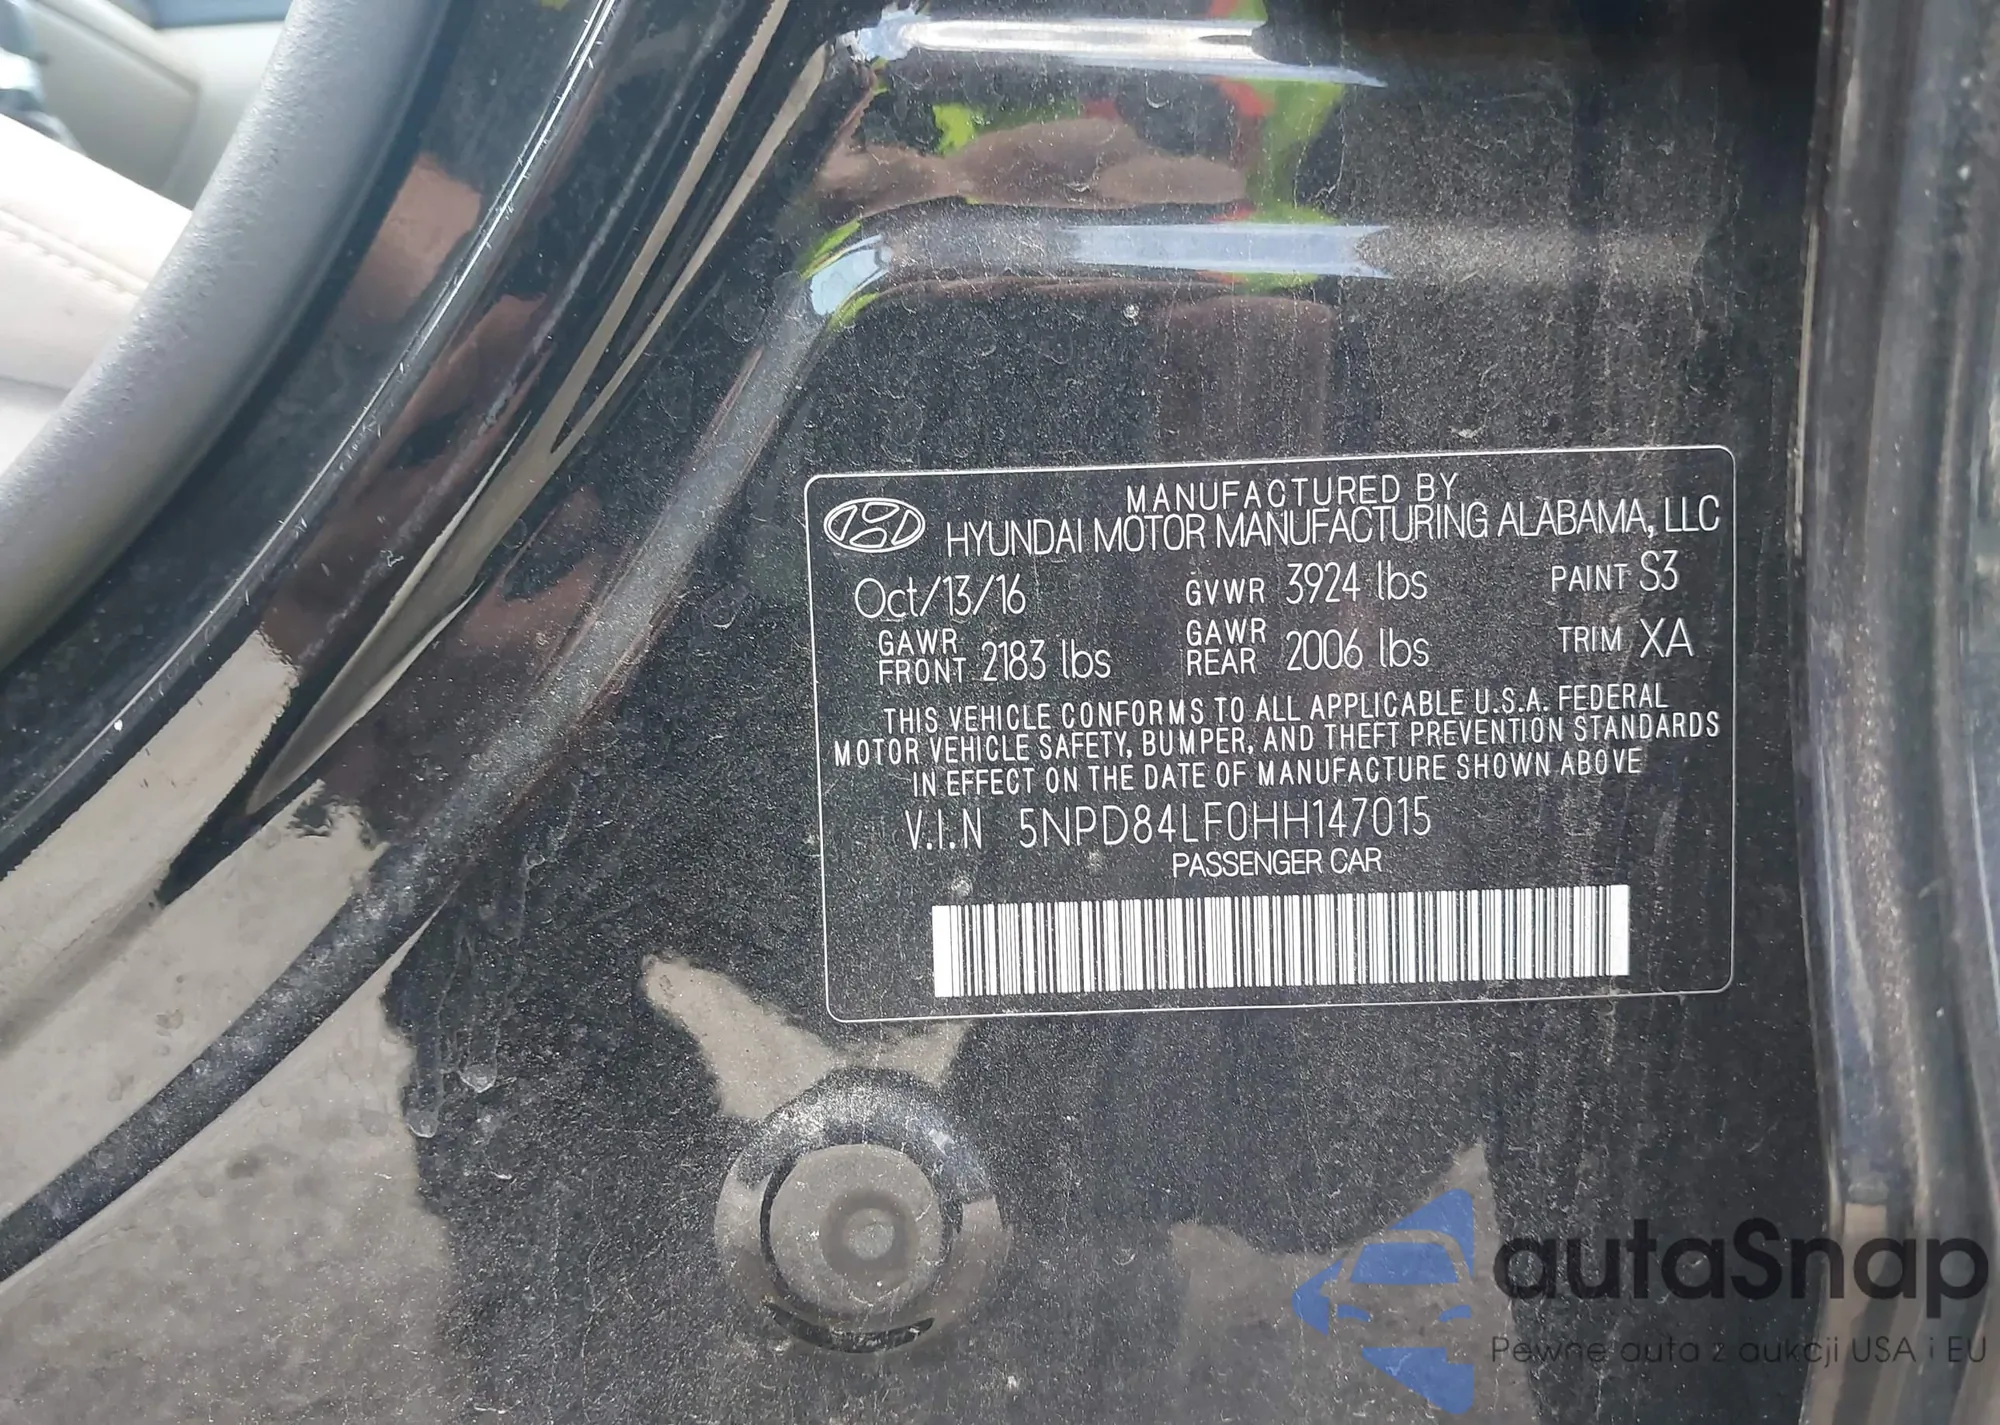 MANUFACTURED BY
HYUNDAI MOTOR MANUFACTURING ALABAMA, LLC
Oct/13/16 GVWR 3924 lbs PAINT S3
GAWR FRONT 2183 lbs GAWR REAR 2006 lbs TRIM XA
THIS VEHICLE CONFORMS TO ALL APPLICABLE U.S.A. FEDERAL
MOTOR VEHICLE SAFETY, BUMPER, AND THEFT PREVENTION STANDARDS
IN EFFECT ON THE DATE OF MANUFACTURE SHOWN ABOVE
V.I.N 5NPD84LF0HH147015
PASSENGER CAR
autaSnap
Pewne auta z aukcji USA i EU